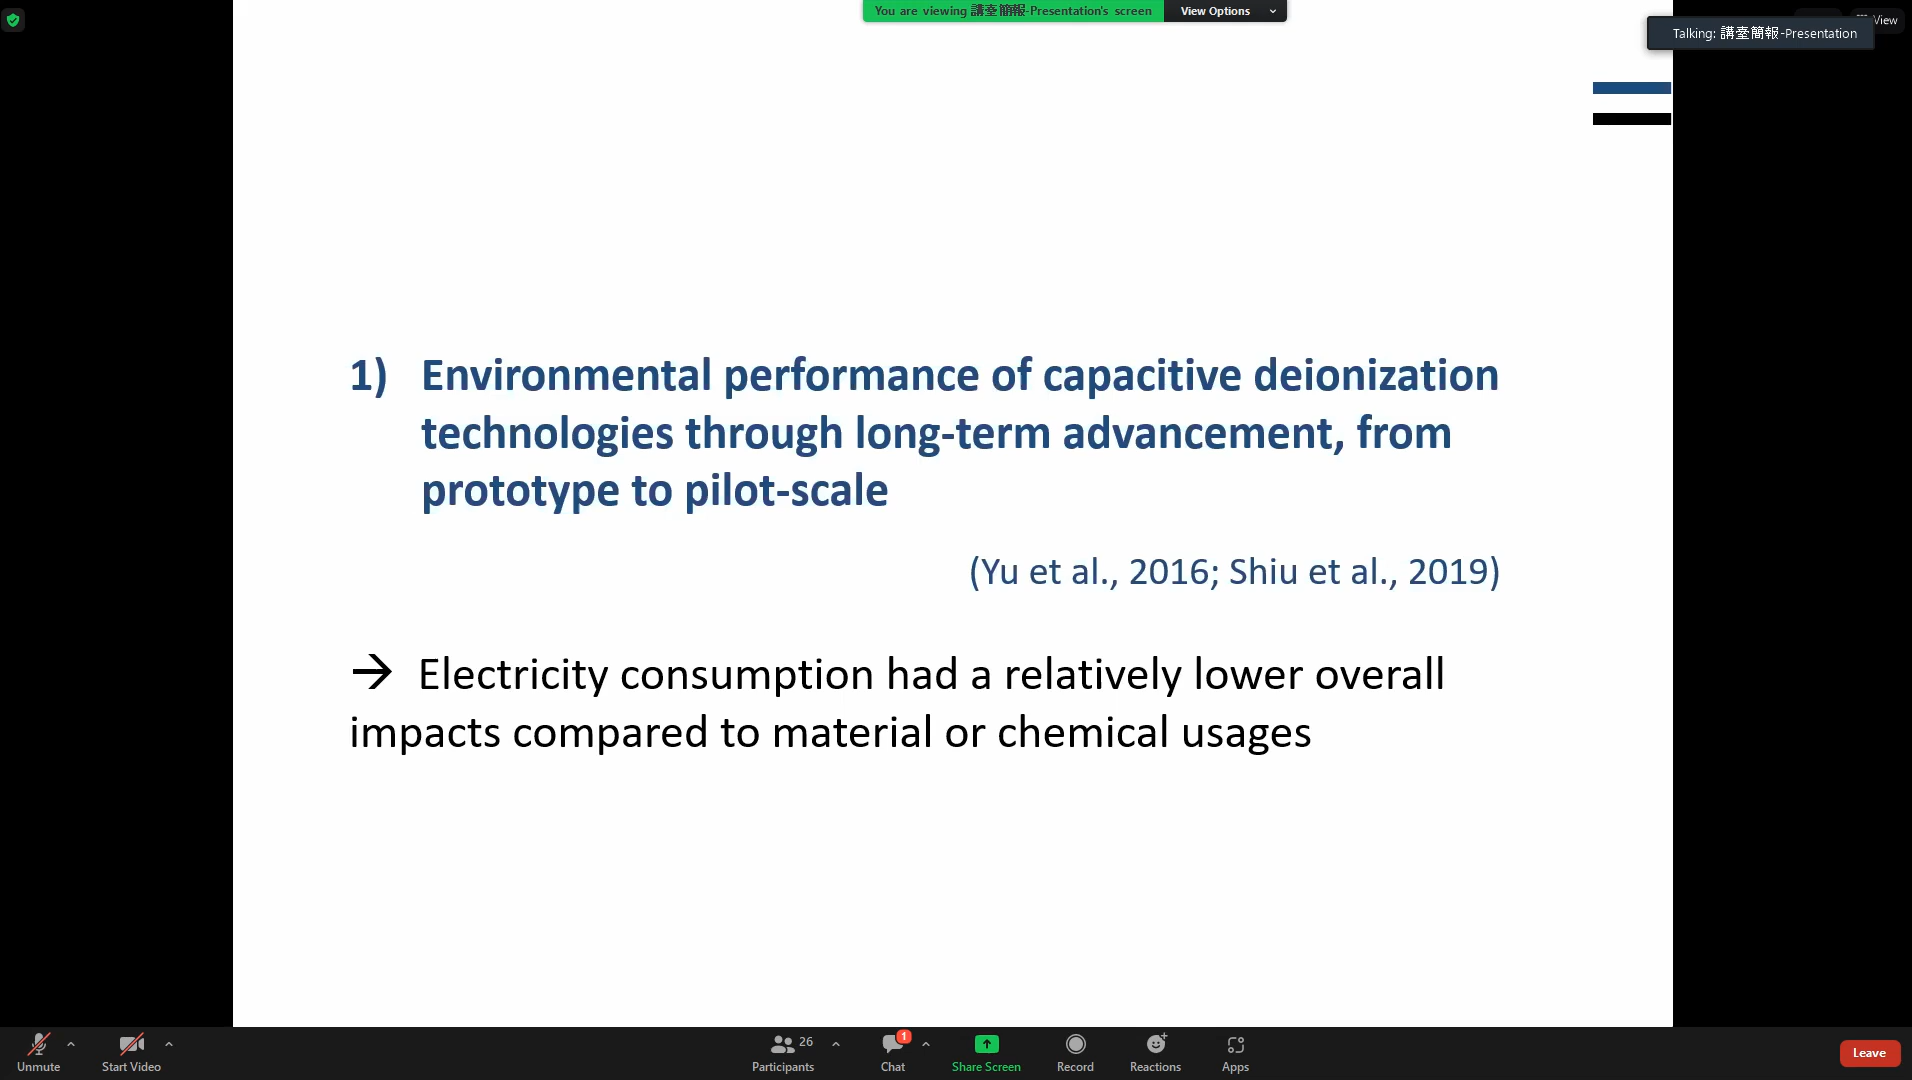 You are viewing 講臺簡報-Presentation's screen
View Options
View
Talking: 講臺簡報-Presentation
1) Environmental performance of capacitive deionization
technologies through long-term advancement, from
prototype to pilot-scale
(Yu et al., 2016; Shiu et al., 2019)
→ Electricity consumption had a relatively lower overall
impacts compared to material or chemical usages
Unmute
Start Video
26
Participants
1
Chat
Share Screen
Record
Reactions
Apps
Leave